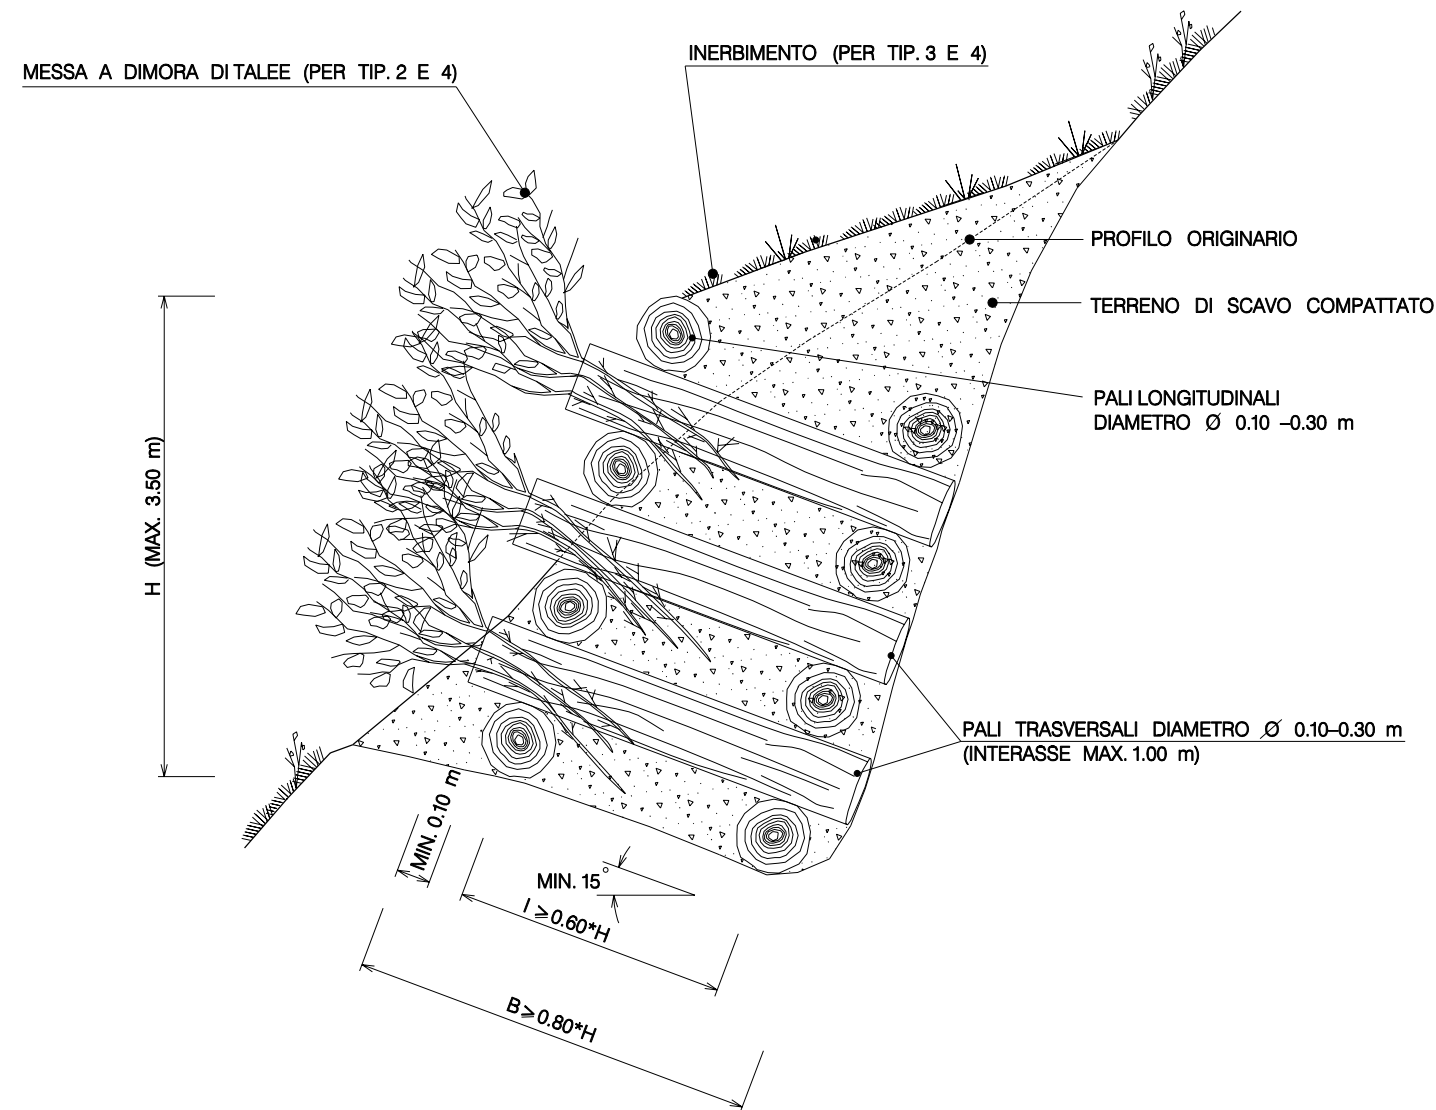 INERBIMENTO (PER TIP. 3 E 4)
MESSA A DIMORA DI TALEE (PER TIP. 2 E 4)
PROFILO ORIGINARIO
TERRENO DI SCAVO COMPATTATO
PALI LONGITUDINALI
DIAMETRO Ø 0.10 –0.30 m
H (MAX. 3.50 m)
PALI TRASVERSALI DIAMETRO Ø 0.10–0.30 m
(INTERASSE MAX. 1.00 m)
MIN. 0.10 m
MIN. 15°
I ≥ 0.60*H
B ≥ 0.80*H